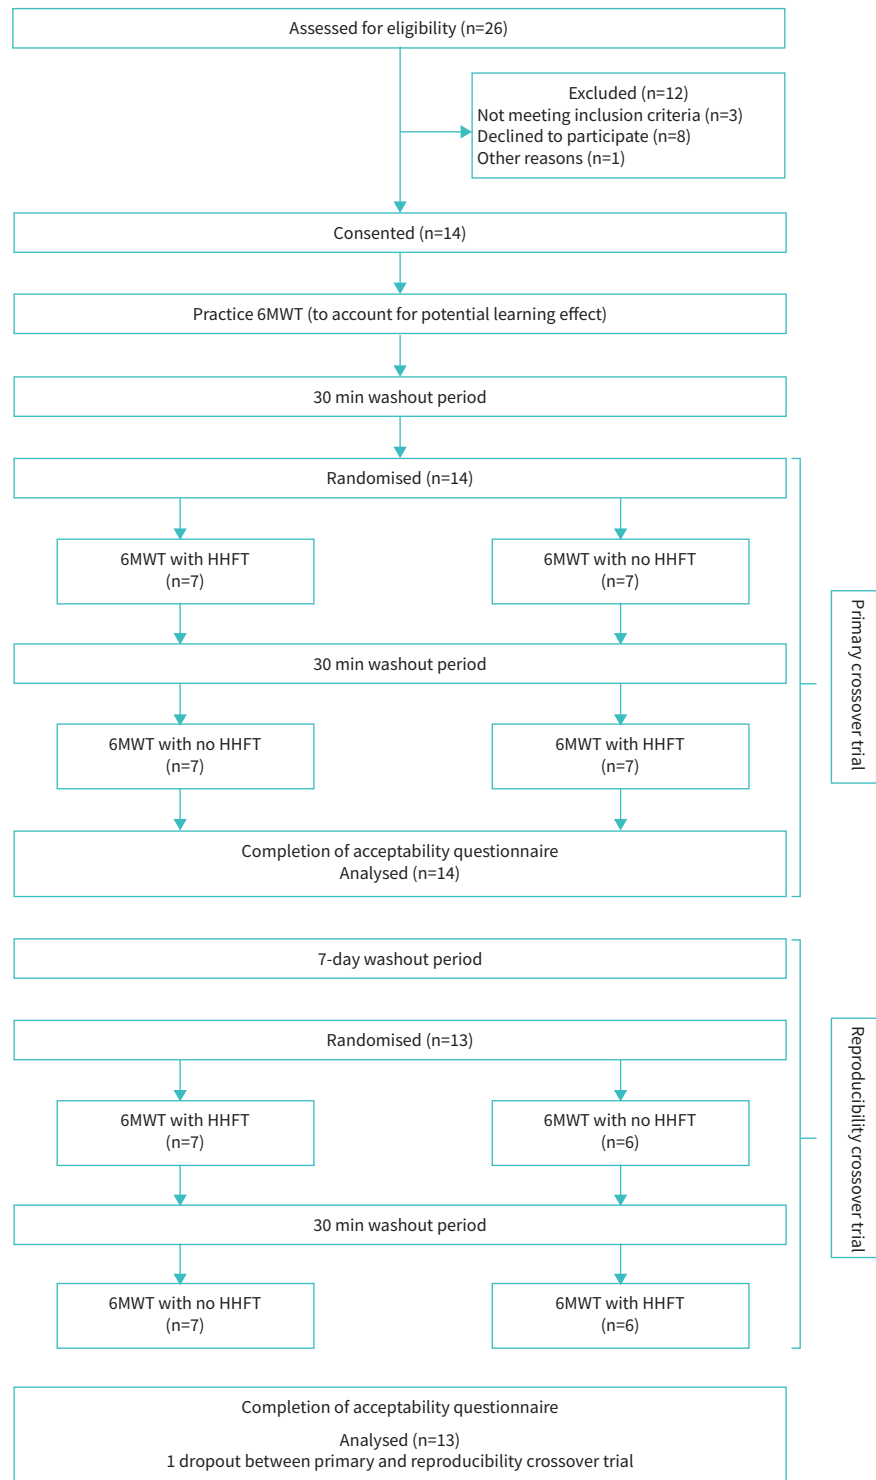 Assessed for eligibility (n=26)
Excluded (n=12)
Not meeting inclusion criteria (n=3)
Declined to participate (n=8)
Other reasons (n=1)
Consented (n=14)
Practice 6MWT (to account for potential learning effect)
30 min washout period
Randomised (n=14)
6MWT with HHFT
(n=7)
6MWT with no HHFT
(n=7)
30 min washout period
6MWT with no HHFT
(n=7)
6MWT with HHFT
(n=7)
Completion of acceptability questionnaire
Analysed (n=14)
Primary crossover trial
7-day washout period
Randomised (n=13)
6MWT with HHFT
(n=7)
6MWT with no HHFT
(n=6)
30 min washout period
6MWT with no HHFT
(n=7)
6MWT with HHFT
(n=6)
Reproducibility crossover trial
Completion of acceptability questionnaire
Analysed (n=13)
1 dropout between primary and reproducibility crossover trial